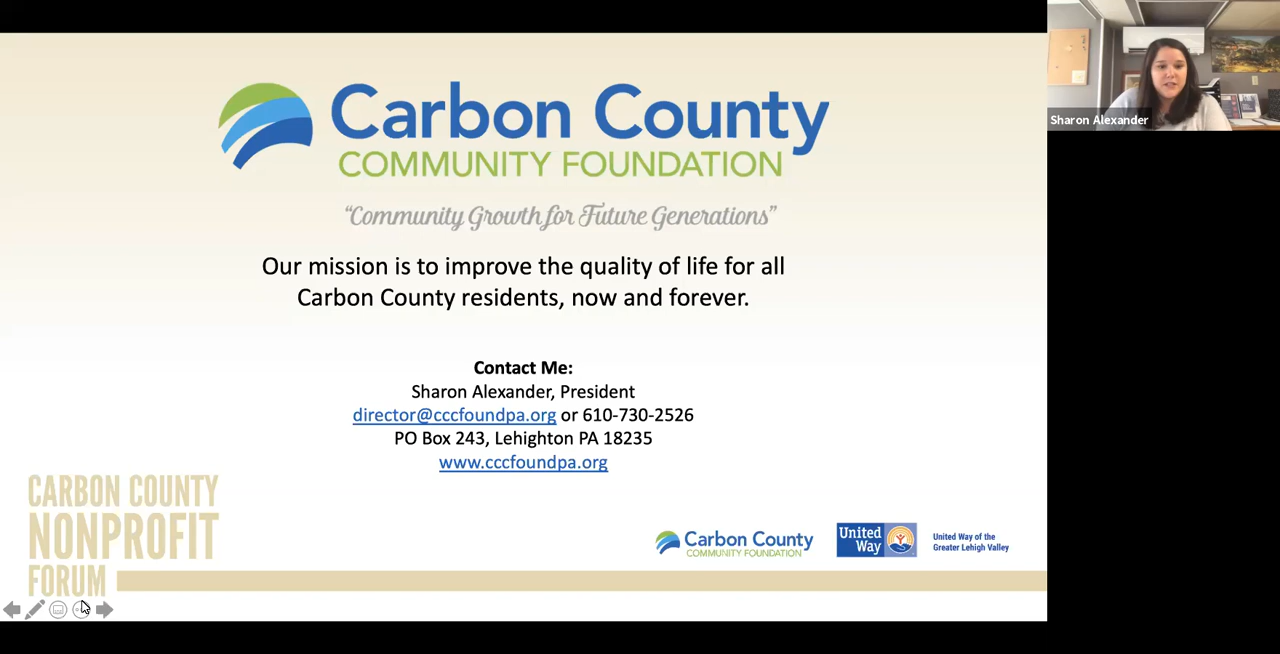 Carbon County
COMMUNITY FOUNDATION
“Community Growth for Future Generations”
Our mission is to improve the quality of life for all
Carbon County residents, now and forever.
Contact Me:
Sharon Alexander, President
director@cccfoundpa.org or 610-730-2526
PO Box 243, Lehighton PA 18235
www.cccfoundpa.org
CARBON COUNTY
NONPROFIT
FORUM
Carbon County
COMMUNITY FOUNDATION
United
Way
United Way of the
Greater Lehigh Valley
Sharon Alexander